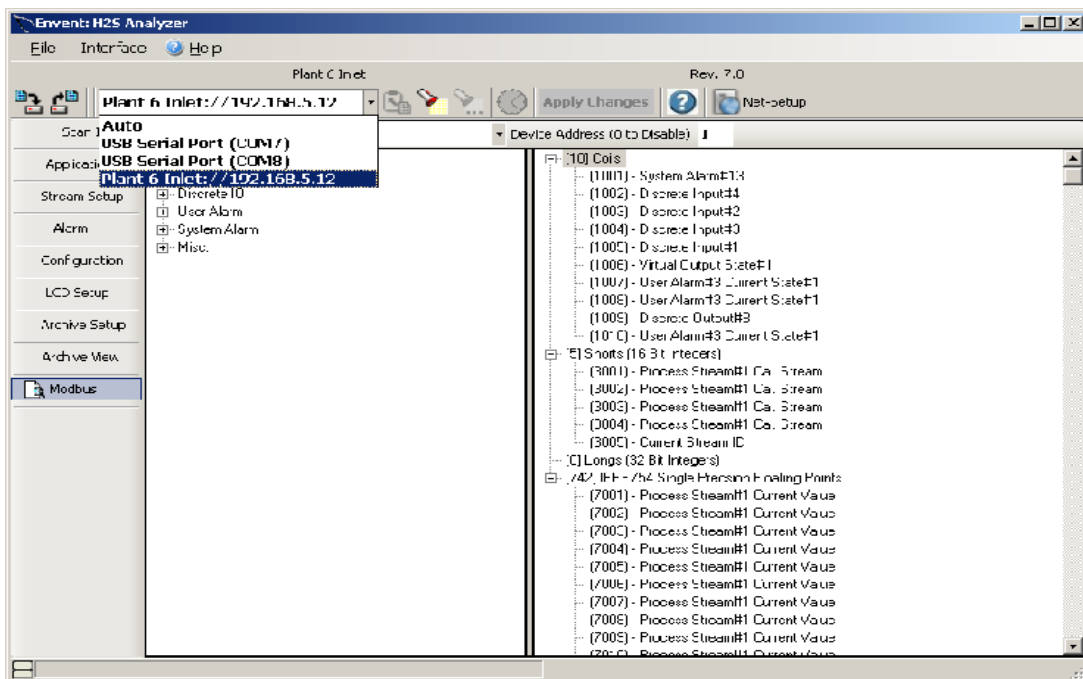 Envent: H2S Analyzer
File Interface Help
Plant 6 Inlet Rev. 7.0
Plant 6 Inlet://192.168.5.12 Apply Changes Net-Setup
Scan
Auto
USB Serial Port (COM7)
USB Serial Port (COM8)
Plant 6 Inlet://192.168.5.12
Device Address (0 to Disable) 1
Applicati
Stream Setup
Alarm
Configuration
LCD Setup
Archive Setup
Archive View
Modbus
Discrete IO
User Alarm
System Alarm
Misc.
[10] Coils
(1001) - System Alarm#13
(1002) - Discrete Input#4
(1003) - Discrete Input#2
(1004) - Discrete Input#3
(1005) - Discrete Input#1
(1006) - Virtual Output State#1
(1007) - User Alarm#3 Current State#1
(1008) - User Alarm#3 Current State#1
(1009) - Discrete Output#3
(1010) - User Alarm#3 Current State#1
[5] Shorts (16 Bit Integers)
(3001) - Process Stream#1 Cal. Stream
(3002) - Process Stream#1 Cal. Stream
(3003) - Process Stream#1 Cal. Stream
(3004) - Process Stream#1 Cal. Stream
(3005) - Current Stream ID
[0] Longs (32 Bit Integers)
[742] IEEE-754 Single Precision Floating Points
(7001) - Process Stream#1 Current Value
(7002) - Process Stream#1 Current Value
(7003) - Process Stream#1 Current Value
(7004) - Process Stream#1 Current Value
(7005) - Process Stream#1 Current Value
(7006) - Process Stream#1 Current Value
(7007) - Process Stream#1 Current Value
(7008) - Process Stream#1 Current Value
(7009) - Process Stream#1 Current Value
(7010) - Process Stream#1 Current Value